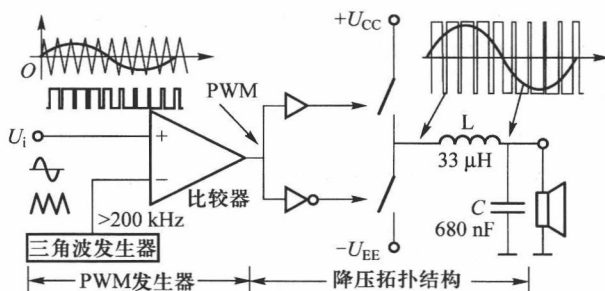 +U_CC
O
PWM
U_i
+
L
33 μH
−
比较器
C
>200 kHz
680 nF
三角波发生器
−U_EE
PWM发生器
降压拓扑结构